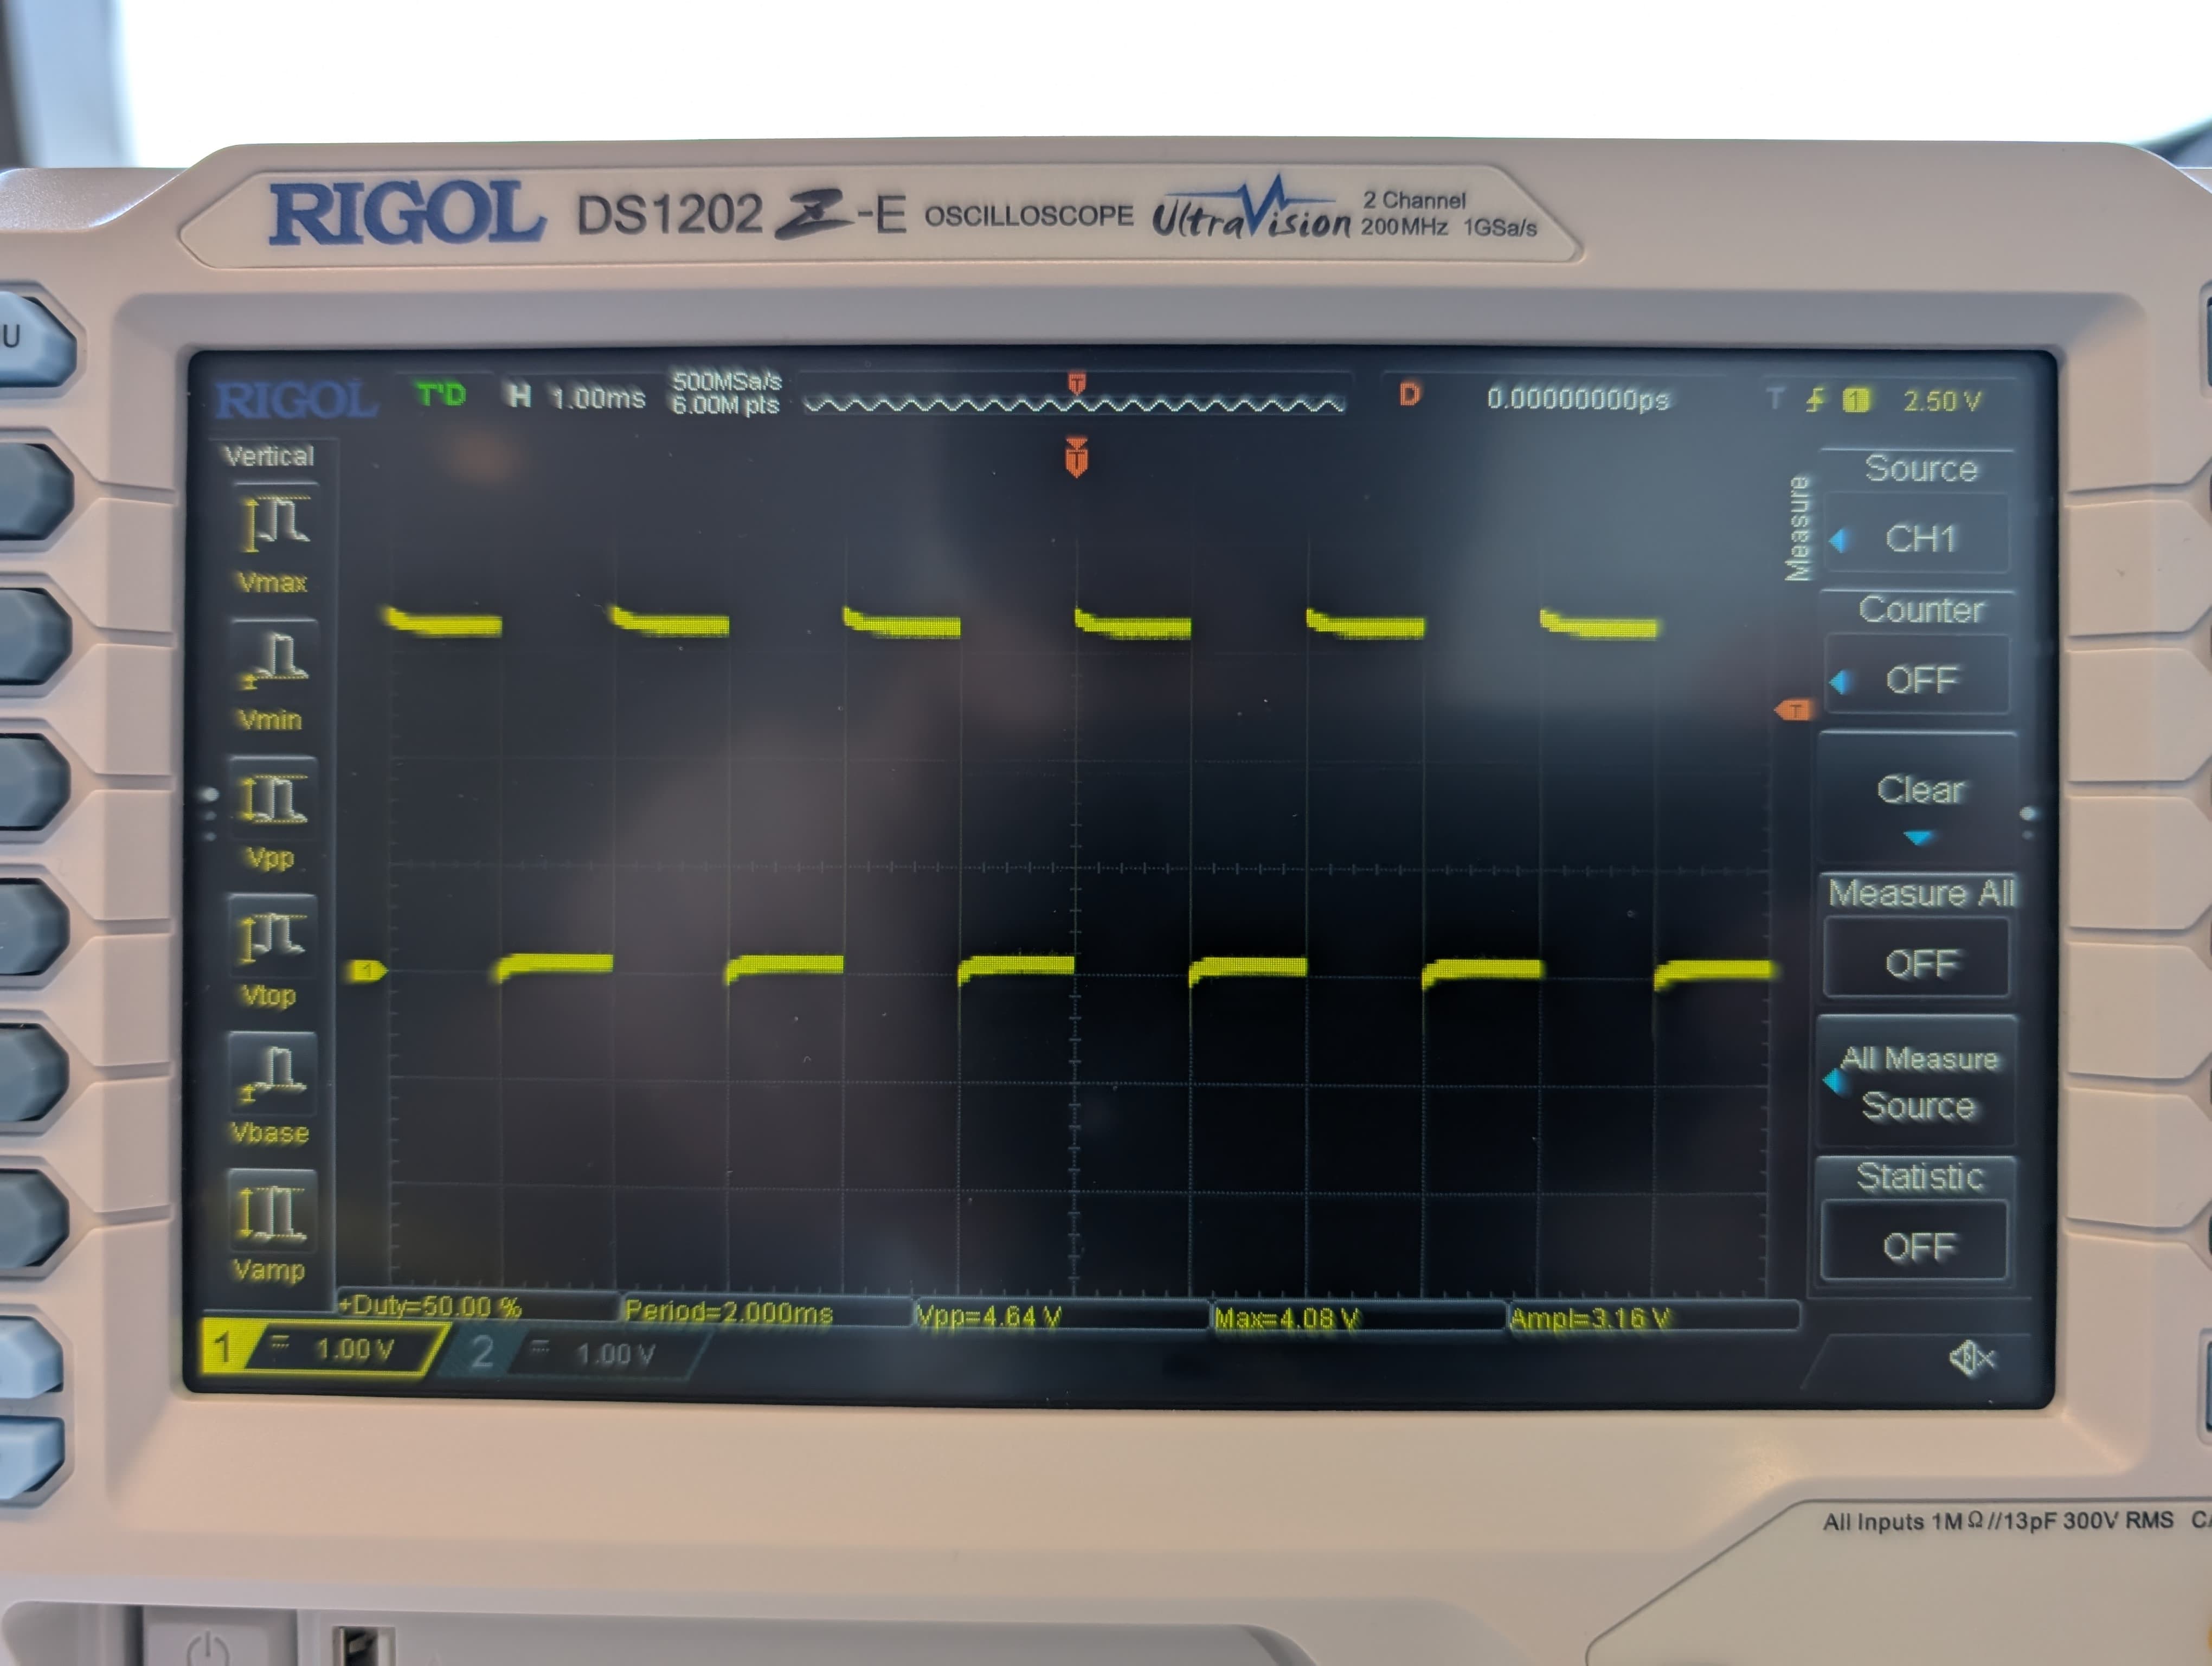 RIGOL DS1202 Z-E OSCILLOSCOPE UltraVision 2 Channel
200MHz 1GSa/s
U
RIGOL T'D H 1.00ms 500MSa/s
6.00M pts
T
D 0.00000000ps T 1 2.50 V
T
Vertical
Vmax
Vmin
Vpp
Vtop
Vbase
Vamp
Measure
Source
CH1
Counter
OFF
T
Clear
Measure All
OFF
1
All Measure
Source
Statistic
OFF
+Duty=50.00 % Period=2.000ms Vpp=4.64 V Max=4.08 V Ampl=3.16 V
1 1.00 V 2 1.00 V
All Inputs 1MΩ//13pF 300V RMS